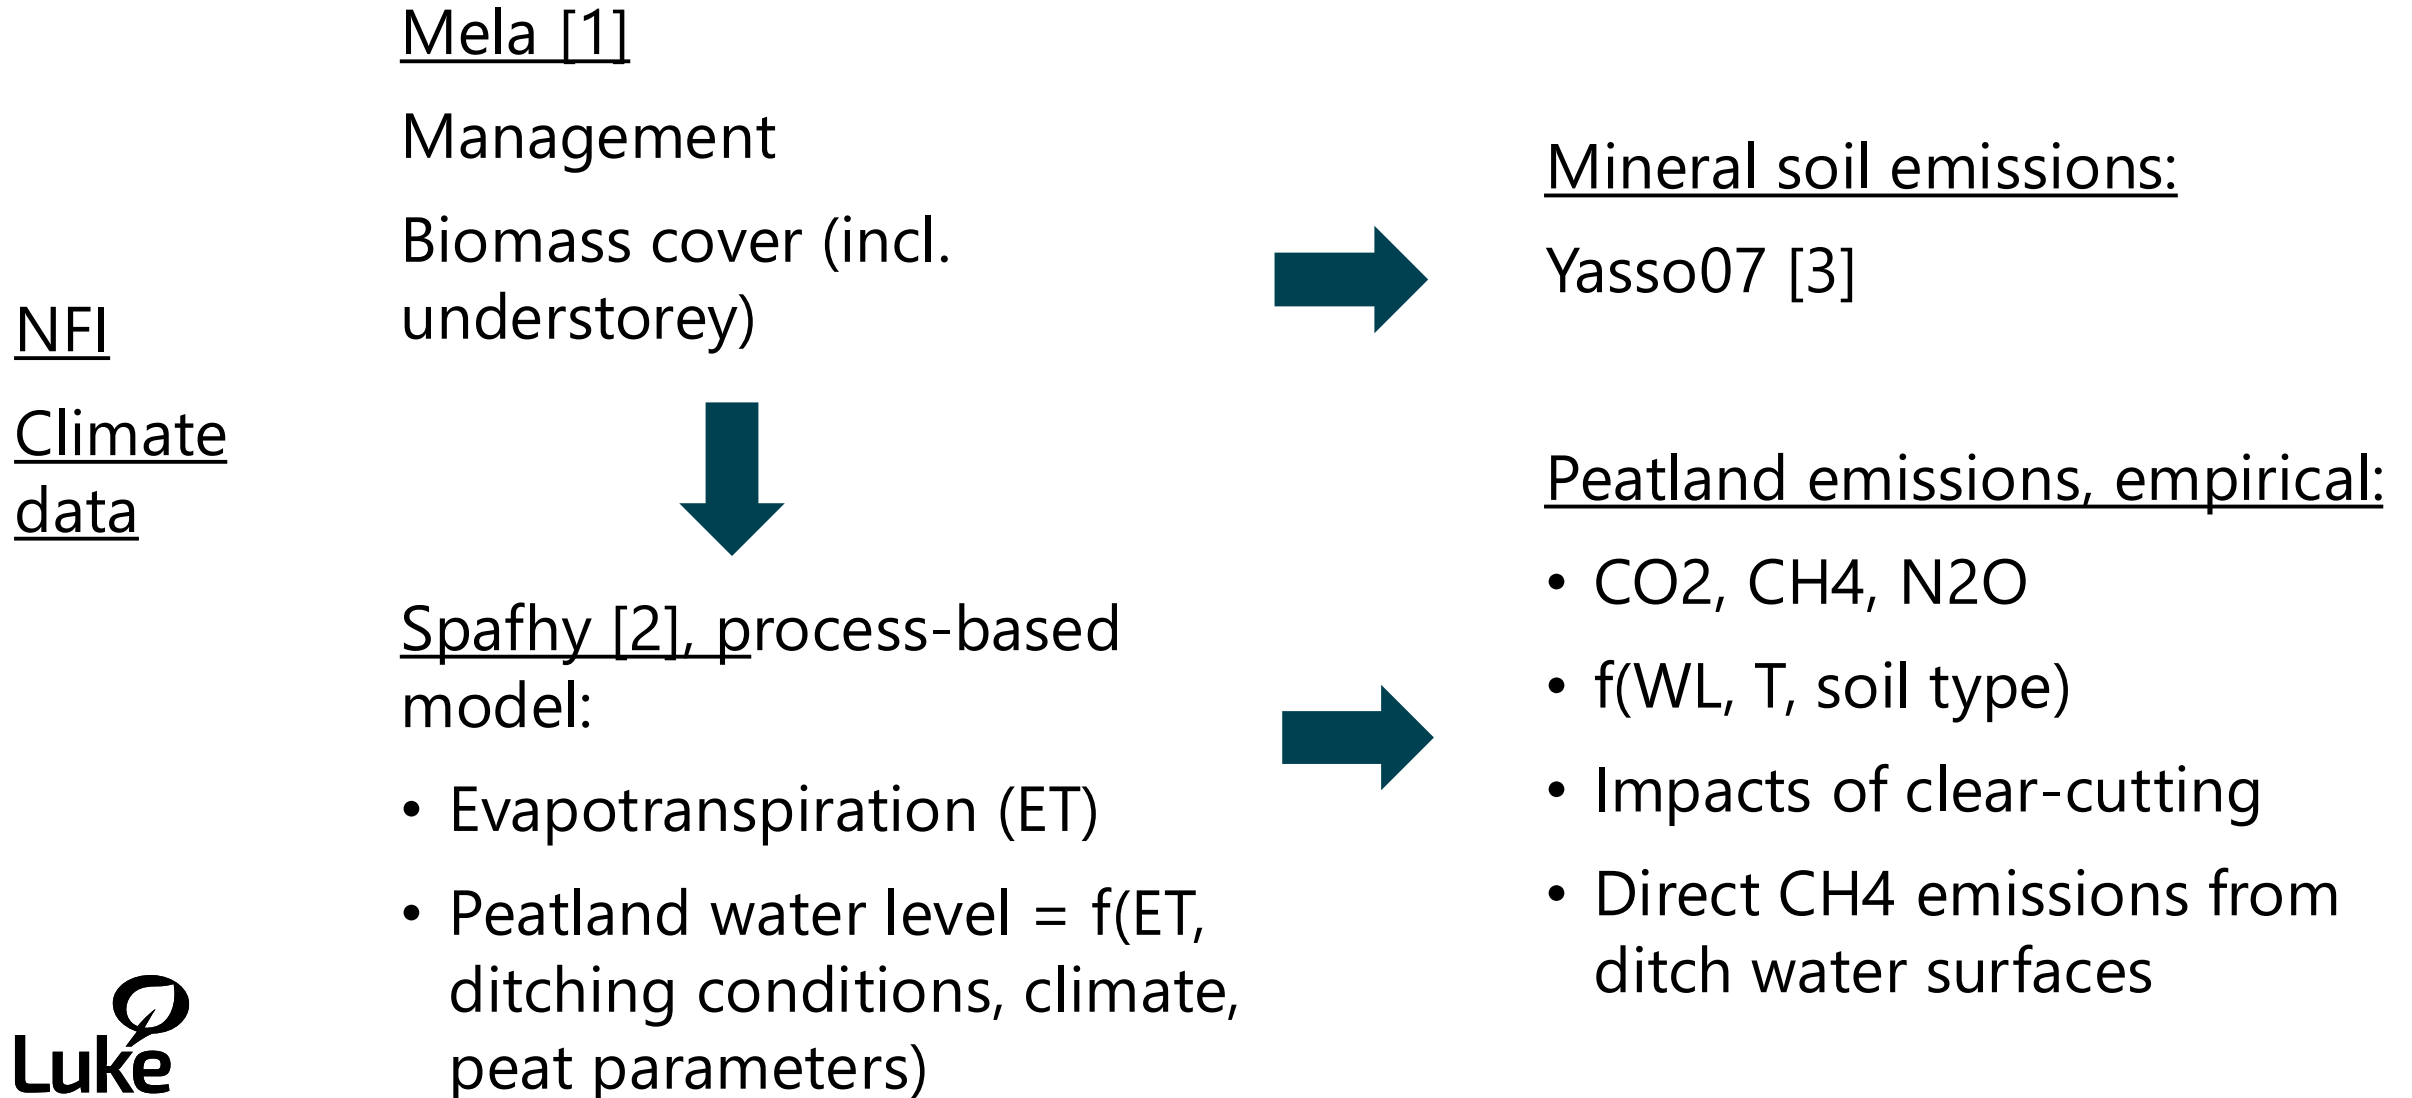 NFI
Climate
data
Mela [1]
Management
Biomass cover (incl.
understorey)
Spafhy [2], process-based
model:
• Evapotranspiration (ET)
• Peatland water level = f(ET,
ditching conditions, climate,
peat parameters)
Mineral soil emissions:
Yasso07 [3]
Peatland emissions, empirical:
• CO2, CH4, N2O
• f(WL, T, soil type)
• Impacts of clear-cutting
• Direct CH4 emissions from
ditch water surfaces
Luke